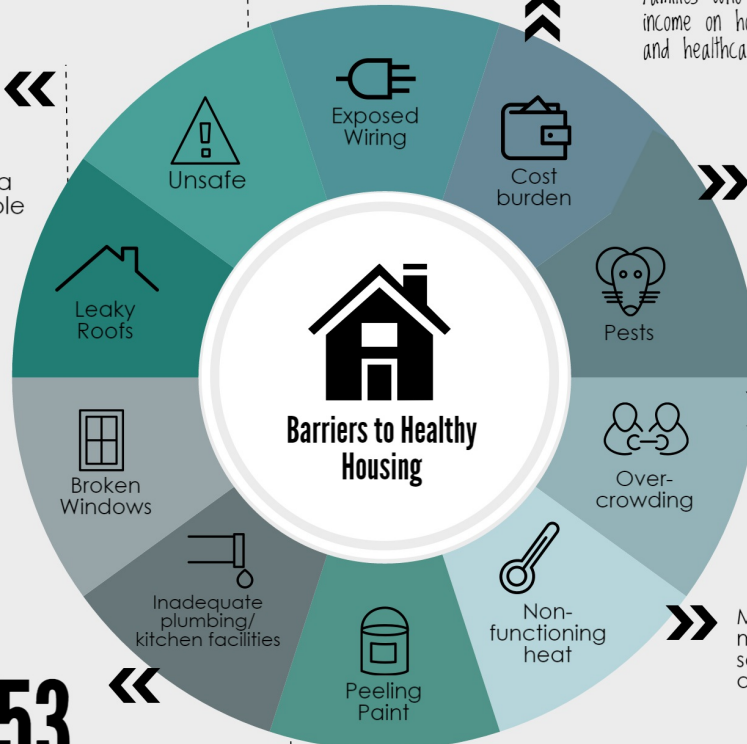 income on
and
Exposed
Wiring
Cost
burden
Unsafe
Pests
Leaky
Roofs
Barriers to Healthy
Housing
Over-
crowding
Broken
Windows
Non-
functioning
heat
Inadequate
plumbing/
kitchen facilities
Peeling
Paint
53